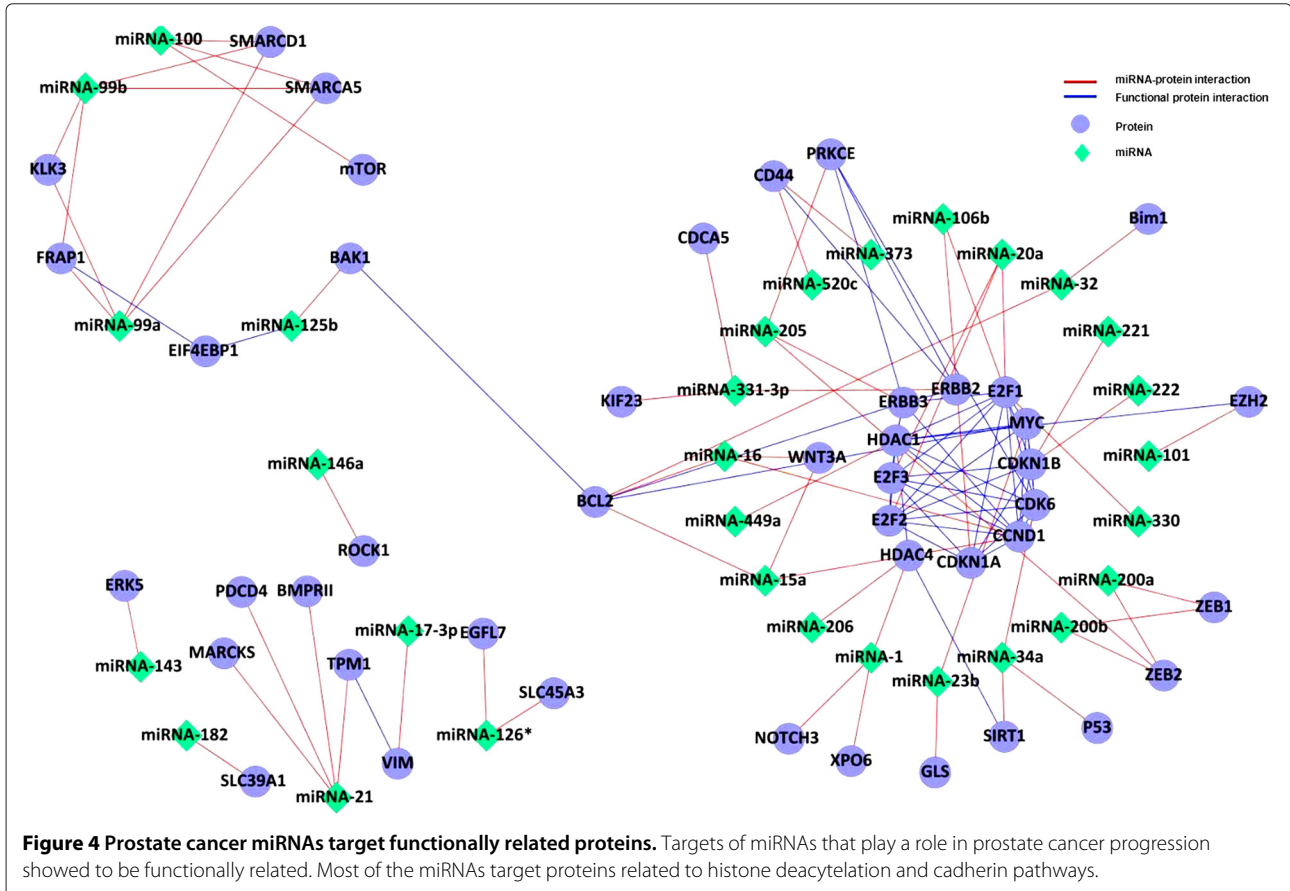 miRNA-100
SMARCD1
miRNA-99b
SMARCA5
KLK3
mTOR
FRAP1
BAK1
miRNA-99a
miRNA-125b
EIF4EBP1
miRNA-protein interaction
Functional protein interaction
Protein
miRNA
PRKCE
CD44
miRNA-106b
Bim1
CDCA5
miRNA-373
miRNA-20a
miRNA-520c
miRNA-32
miRNA-205
miRNA-221
miRNA-331-3p
ERBB2
E2F1
miRNA-222
KIF23
ERBB3
EZH2
MYC
HDAC1
miRNA-16
WNT3A
miRNA-101
CDKN1B
E2F3
BCL2
CDK6
miRNA-449a
E2F2
miRNA-330
CCND1
HDAC4
CDKN1A
miRNA-15a
miRNA-200a
ZEB1
miRNA-206
miRNA-200b
miRNA-1
miRNA-34a
ZEB2
miRNA-23b
NOTCH3
SIRT1
P53
XPO6
GLS
miRNA-146a
ROCK1
ERK5
PDCD4
BMPRII
miRNA-17-3p
EGFL7
MARCKS
TPM1
miRNA-143
SLC45A3
miRNA-182
miRNA-126*
VIM
SLC39A1
miRNA-21
Figure 4 Prostate cancer miRNAs target functionally related proteins. Targets of miRNAs that play a role in prostate cancer progression
showed to be functionally related. Most of the miRNAs target proteins related to histone deacytelation and cadherin pathways.